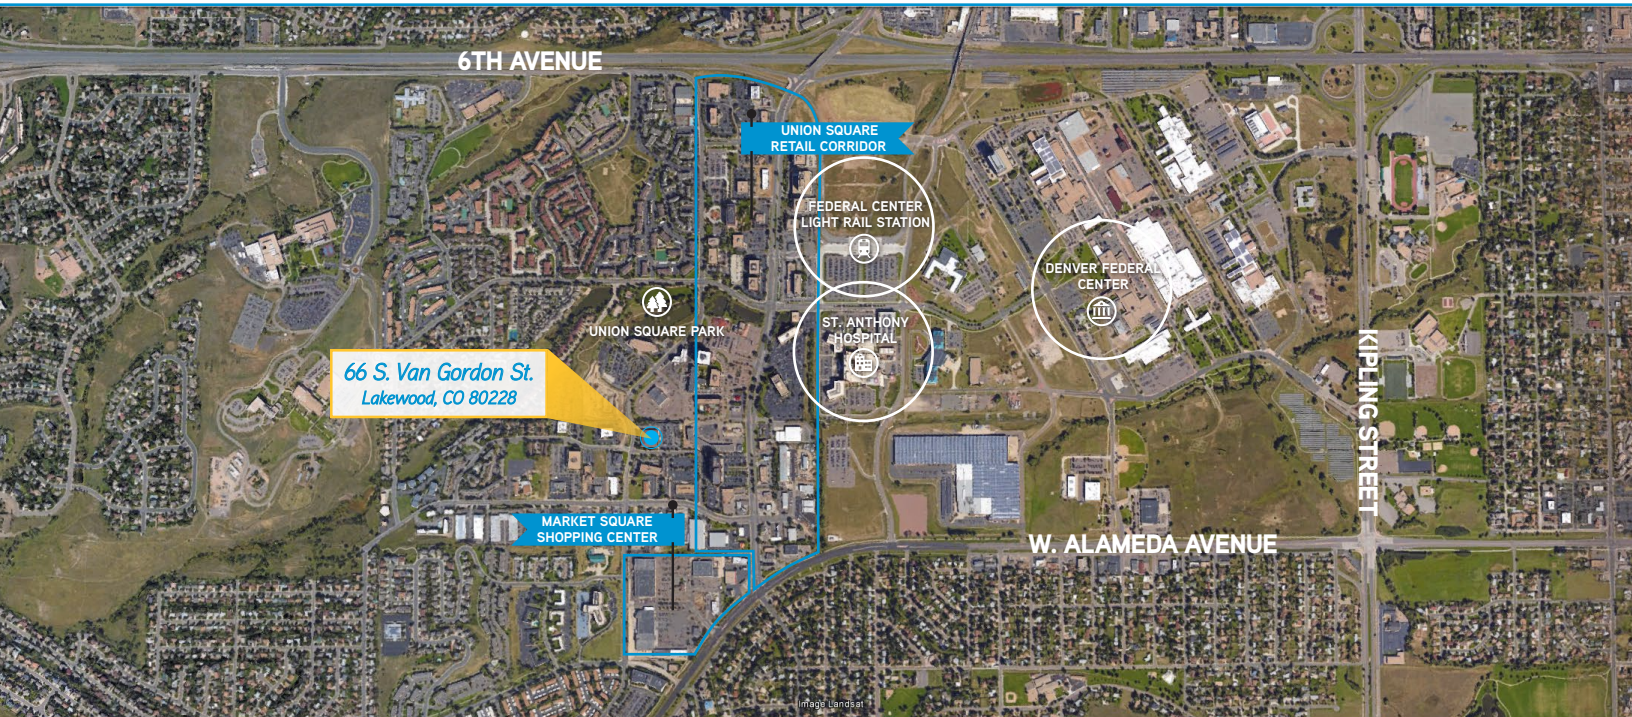 6TH AVENUE
UNION SQUARE
RETAIL CORRIDOR
FEDERAL CENTER
LIGHT RAIL STATION
DENVER FEDERAL
CENTER
UNION SQUARE PARK
ST. ANTHONY
HOSPITAL
KIPLING STREET
66 S. Van Gordon St.
Lakewood, CO 80228
MARKET SQUARE
SHOPPING CENTER
W. ALAMEDA AVENUE
Image Landsat